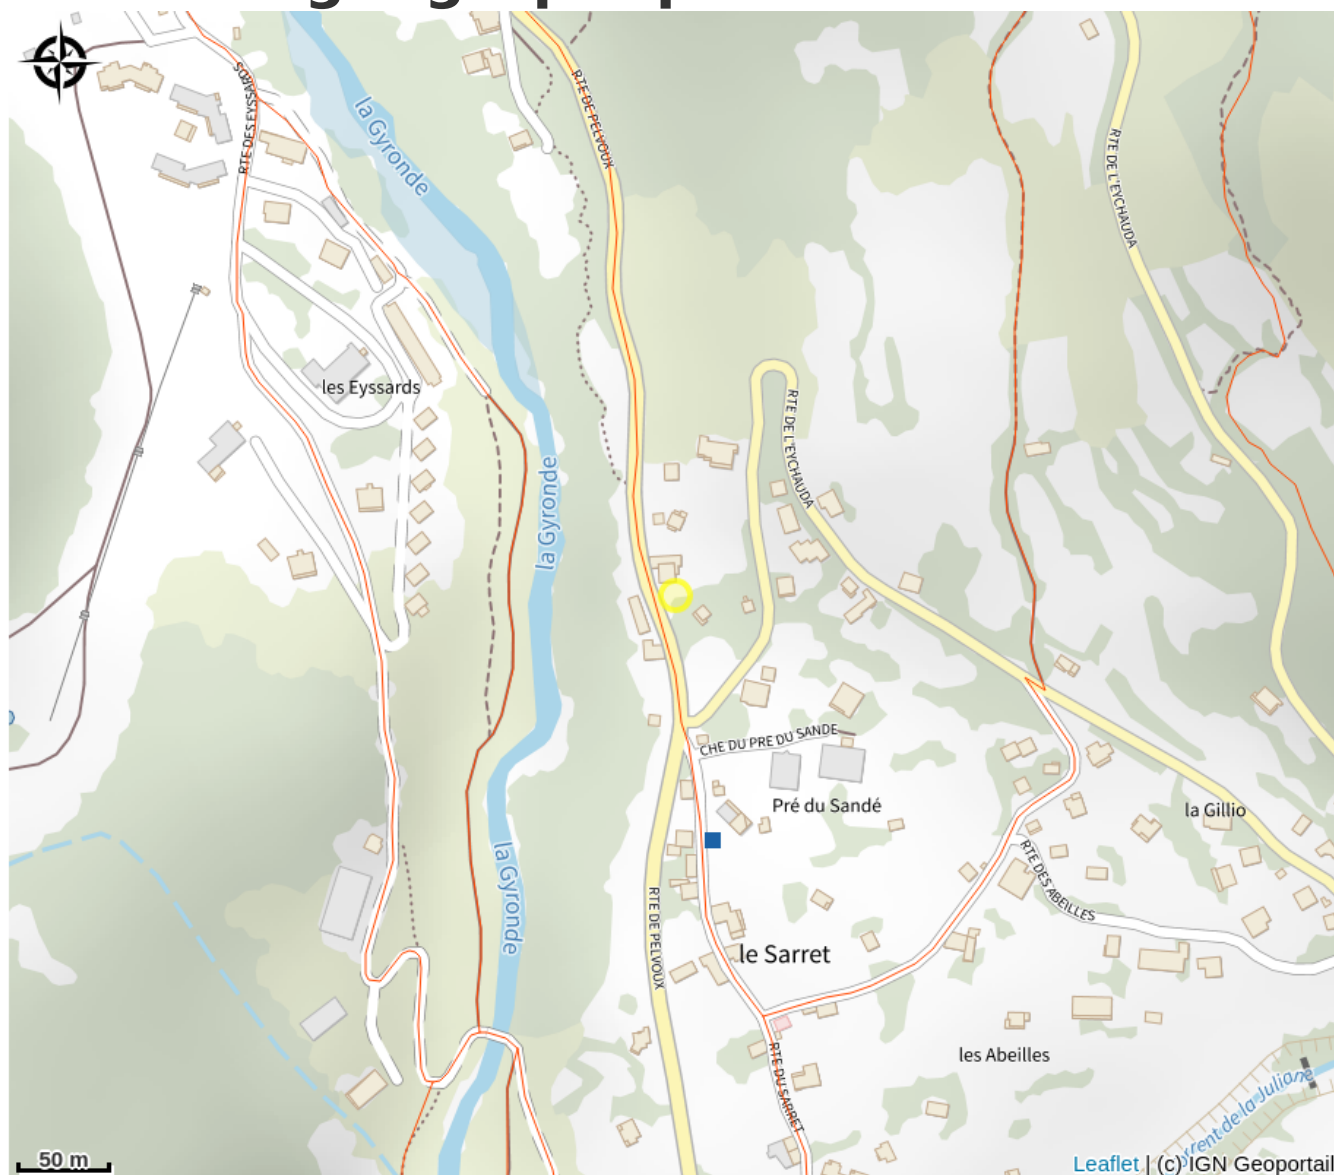 RTE DES EYSSARDS
la Gyronde
RTE DE PELVOUX
RTE DE L'EYCHAUDA
les Eyssards
RTE DE L'EYCHAUDA
la Gyronde
CHE DU PRE DU SANDE
Pré du Sandé
la Gillio
la Gyronde
RTE DES ABEILLES
RTE DE PELVOUX
le Sarret
les Abeilles
RTE DU SARRET
rrent de la Juliane
50 m
Leaflet | (c) IGN Geoportail